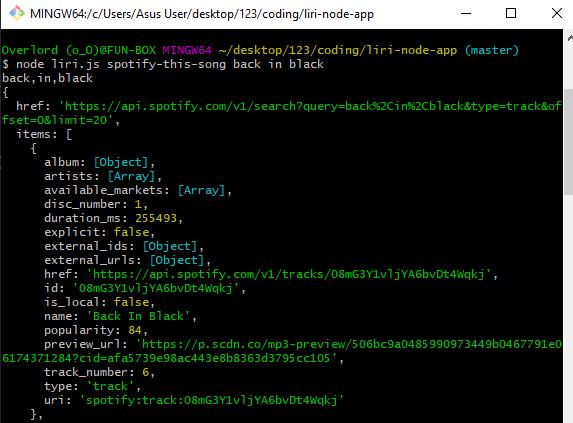 MINGW64:/c/Users/Asus User/desktop/123/coding/liri-node-app
Overlord (o_O)@FUN-BOX MINGW64 ~/desktop/123/coding/liri-node-app (master)
$ node liri.js spotify-this-song back in black
back,in,black
{
  href: 'https://api.spotify.com/v1/search?query=back%2Cin%2Cblack&type=track&of
fset=0&limit=20',
  items: [
    {
      album: [Object],
      artists: [Array],
      available_markets: [Array],
      disc_number: 1,
      duration_ms: 255493,
      explicit: false,
      external_ids: [Object],
      external_urls: [Object],
      href: 'https://api.spotify.com/v1/tracks/08mG3Y1vljYA6bvDt4Wqkj',
      id: '08mG3Y1vljYA6bvDt4Wqkj',
      is_local: false,
      name: 'Back In Black',
      popularity: 84,
      preview_url: 'https://p.scdn.co/mp3-preview/506bc9a0485990973449b0467791e0
6174371284?cid=afa5739e98ac443e8b8363d3795cc105',
      track_number: 6,
      type: 'track',
      uri: 'spotify:track:08mG3Y1vljYA6bvDt4Wqkj'
    },